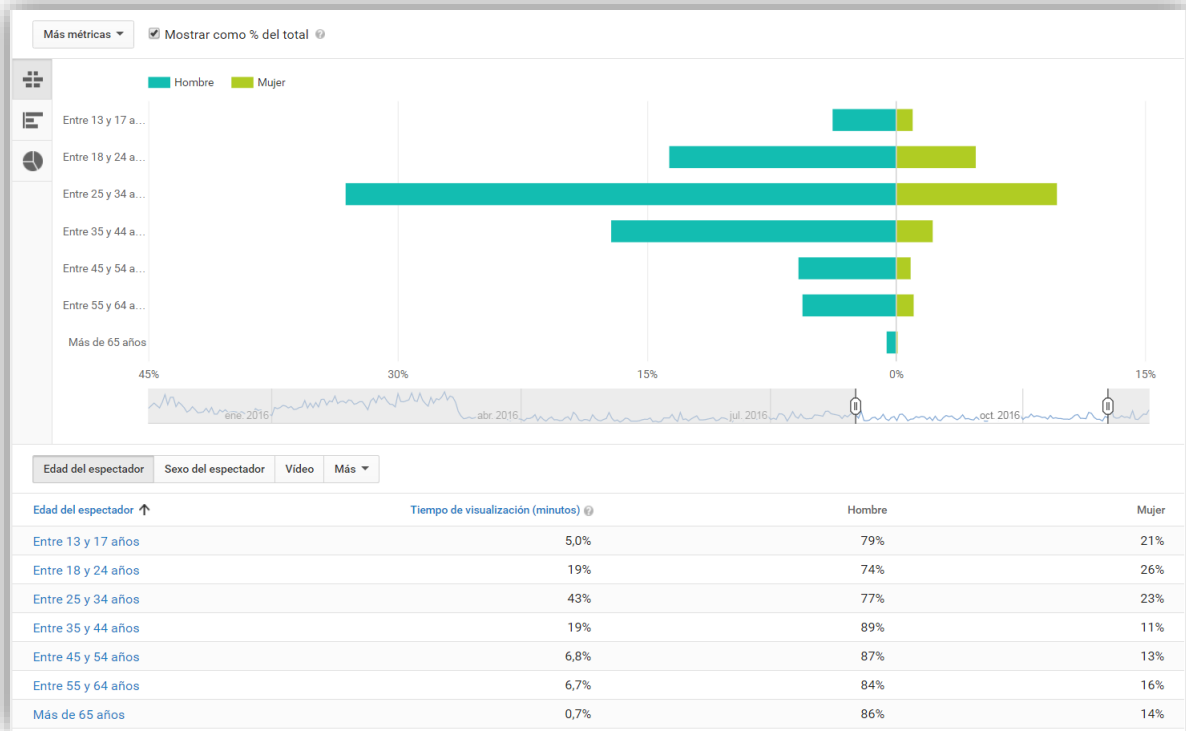 Más métricas Mostrar como % del total
Hombre Mujer
Entre 13 y 17 a...
Entre 18 y 24 a...
Entre 25 y 34 a...
Entre 35 y 44 a...
Entre 45 y 54 a...
Entre 55 y 64 a...
Más de 65 años
45% 30% 15% 0% 15%
ene. 2016 abr. 2016 jul. 2016 oct. 2016
Edad del espectador Sexo del espectador Vídeo Más
Edad del espectador Tiempo de visualización (minutos) Hombre Mujer
Entre 13 y 17 años 5,0% 79% 21%
Entre 18 y 24 años 19% 74% 26%
Entre 25 y 34 años 43% 77% 23%
Entre 35 y 44 años 19% 89% 11%
Entre 45 y 54 años 6,8% 87% 13%
Entre 55 y 64 años 6,7% 84% 16%
Más de 65 años 0,7% 86% 14%